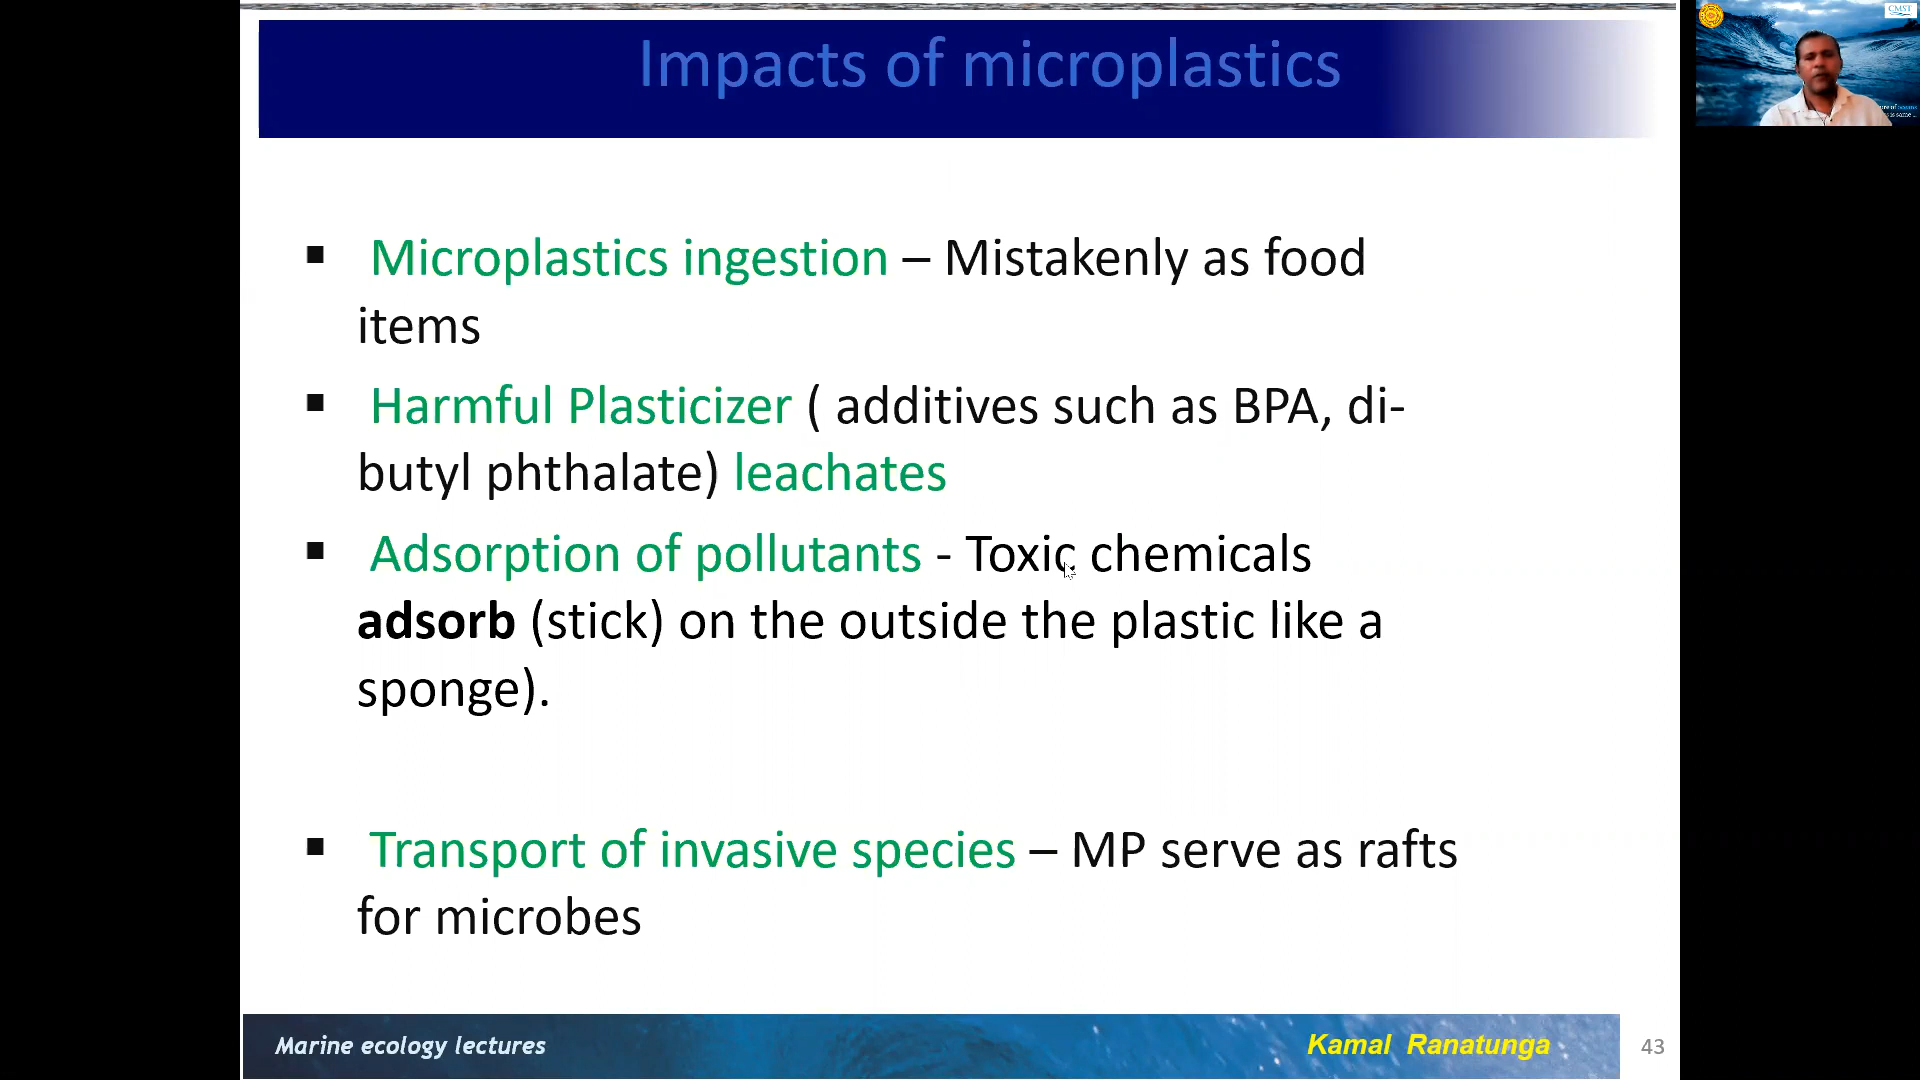 Impacts of microplastics
CMST
▪ Microplastics ingestion – Mistakenly as food
items
▪ Harmful Plasticizer ( additives such as BPA, di-
butyl phthalate) leachates
▪ Adsorption of pollutants - Toxic chemicals
adsorb (stick) on the outside the plastic like a
sponge).
▪ Transport of invasive species – MP serve as rafts
for microbes
Marine ecology lectures
Kamal Ranatunga
43